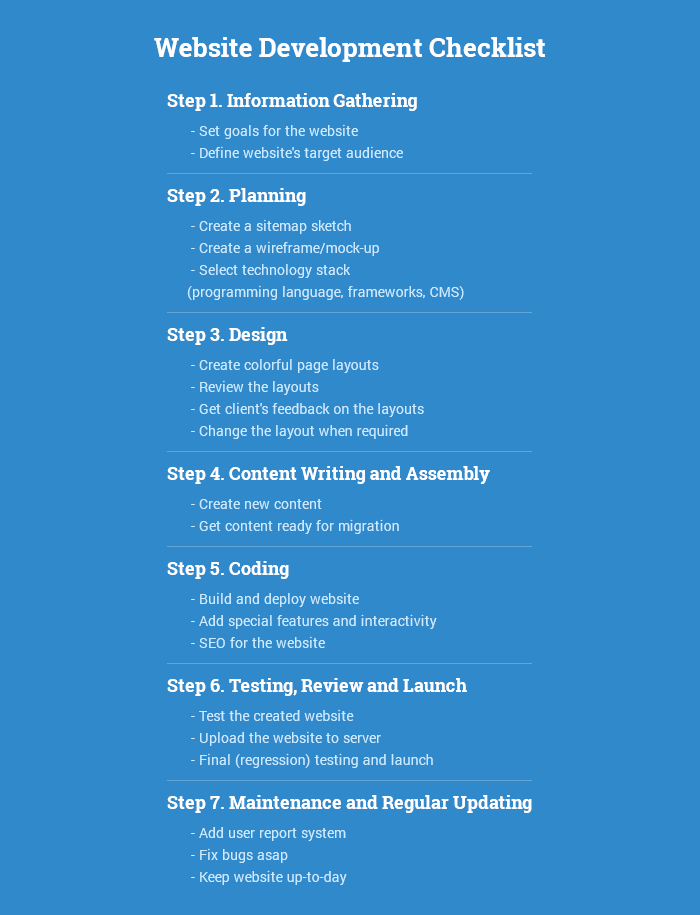 Website Development Checklist
Step 1. Information Gathering
- Set goals for the website
- Define website's target audience
Step 2. Planning
- Create a sitemap sketch
- Create a wireframe/mock-up
- Select technology stack
(programming language, frameworks, CMS)
Step 3. Design
- Create colorful page layouts
- Review the layouts
- Get client's feedback on the layouts
- Change the layout when required
Step 4. Content Writing and Assembly
- Create new content
- Get content ready for migration
Step 5. Coding
- Build and deploy website
- Add special features and interactivity
- SEO for the website
Step 6. Testing, Review and Launch
- Test the created website
- Upload the website to server
- Final (regression) testing and launch
Step 7. Maintenance and Regular Updating
- Add user report system
- Fix bugs asap
- Keep website up-to-day